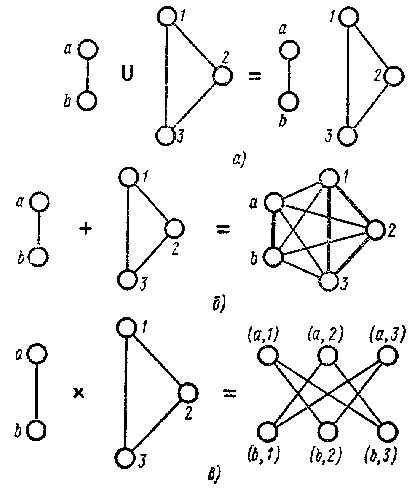 1 1
a 2 a
∪ = 2
b b
3 3
а)
1 1
a a
+ 2 = 2
b b
3 3
б)
1 (a,1) (a,2) (a,3)
a
× 2 =
b
3 (b,1) (b,2) (b,3)
в)